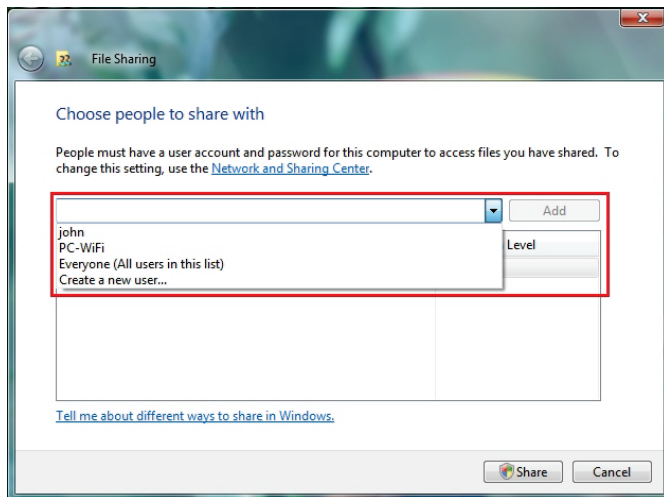 File Sharing
Choose people to share with
People must have a user account and password for this computer to access files you have shared. To
change this setting, use the Network and Sharing Center.
Add
john
PC-WiFi
Everyone (All users in this list)
Create a new user...
Level
Tell me about different ways to share in Windows.
Share
Cancel